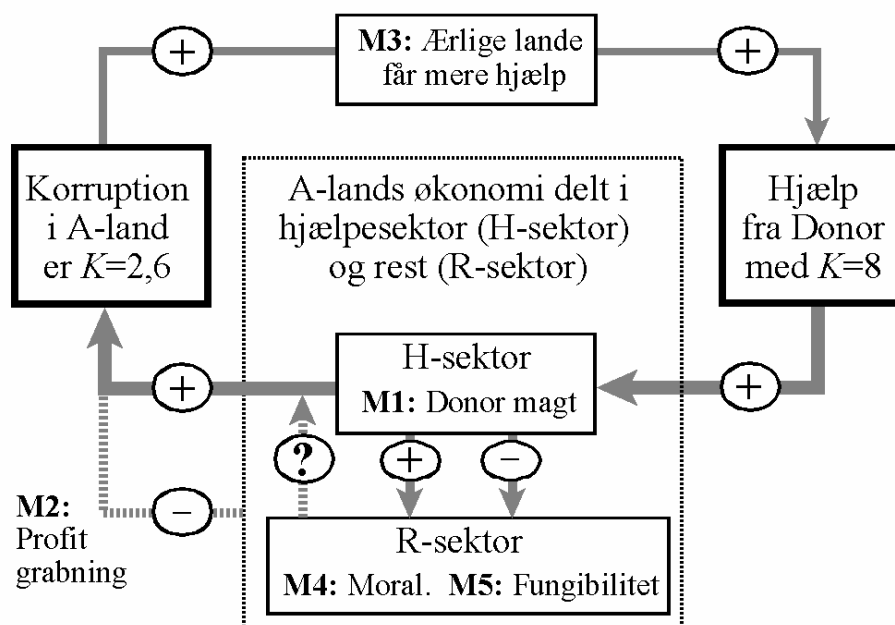 +
M3: Ærlige lande
får mere hjælp
+
Korruption
i A-land
er K=2,6
A-lands økonomi delt i
hjælpesektor (H-sektor)
og rest (R-sektor)
Hjælp
fra Donor
med K=8
+
H-sektor
M1: Donor magt
+
?
+
−
M2:
Profit
grabning
−
R-sektor
M4: Moral. M5: Fungibilitet